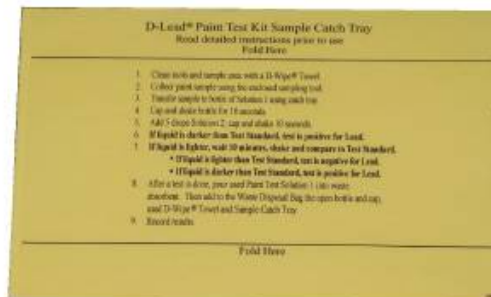 D-Lead® Paint Test Kit Sample Catch Tray
Read detailed instructions prior to use
Fold Here
1. Clean tools and sample area with a D-Wipe® Towel.
2. Collect paint sample using the enclosed sampling tool.
3. Transfer sample to bottle of Solution 1 using catch tray.
4. Cap and shake bottle for 10 seconds.
5. Add 3 drops Solution 2; cap and shake 10 seconds.
6. If liquid is darker than Test Standard, test is positive for Lead.
7. If liquid is lighter, wait 10 minutes, shake and compare to Test Standard.
• If liquid is lighter than Test Standard, test is negative for Lead.
• If liquid is darker than Test Standard, test is positive for Lead.
8. After a test is done, pour used Paint Test Solution 1 into waste
absorbent. Then add to the Waste Disposal Bag the open bottle and cap,
used D-Wipe® Towel and Sample Catch Tray.
9. Record results.
Fold Here